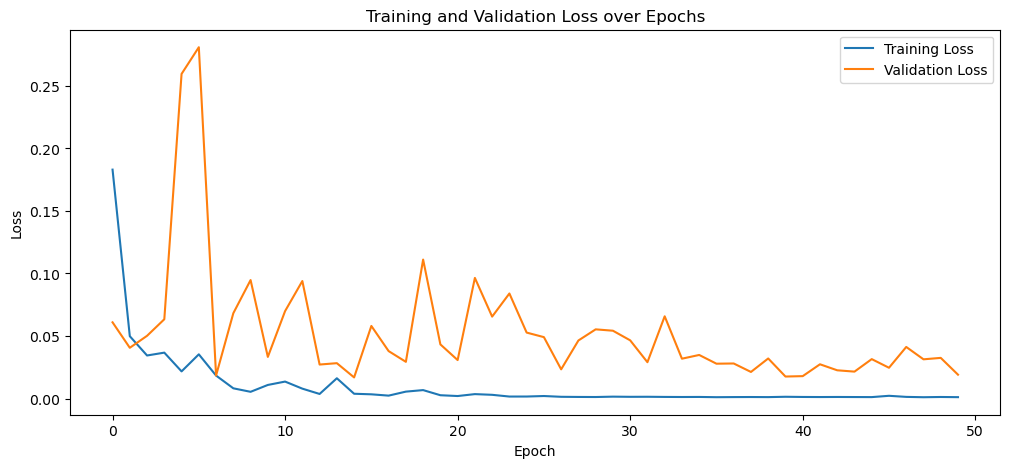 Training and Validation Loss over Epochs
Training Loss
Validation Loss
0.25
0.20
0.15
0.10
0.05
0.00
Loss
0 10 20 30 40 50
Epoch